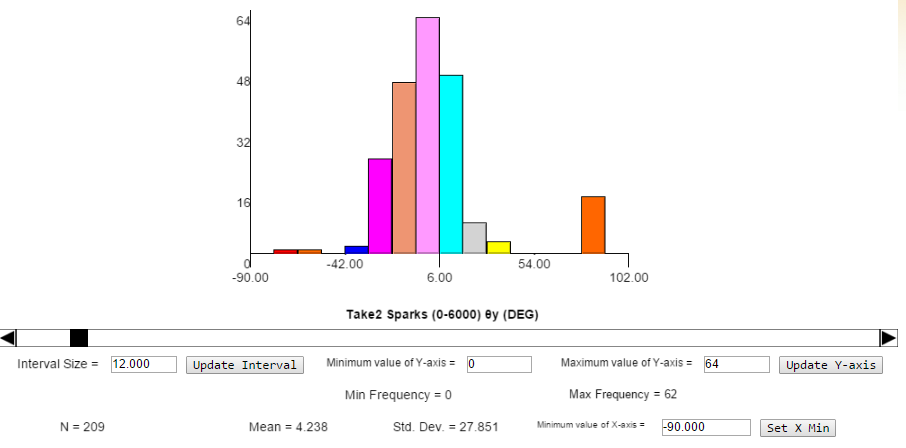 64
48
32
16
0
-90.00 -42.00 6.00 54.00 102.00
Take2 Sparks (0-6000) θy (DEG)
Interval Size = 12.000 Update Interval Minimum value of Y-axis = 0 Maximum value of Y-axis = 64 Update Y-axis
Min Frequency = 0 Max Frequency = 62
N = 209 Mean = 4.238 Std. Dev. = 27.851 Minimum value of X-axis = -90.000 Set X Min